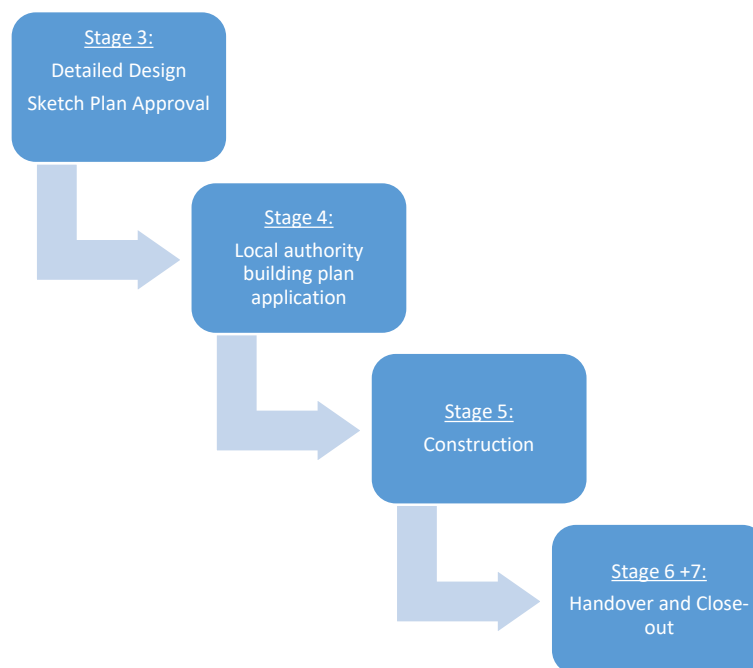 Stage 3:
Detailed Design
Sketch Plan Approval
Stage 4:
Local authority
building plan
application
Stage 5:
Construction
Stage 6 +7:
Handover and Close-
out